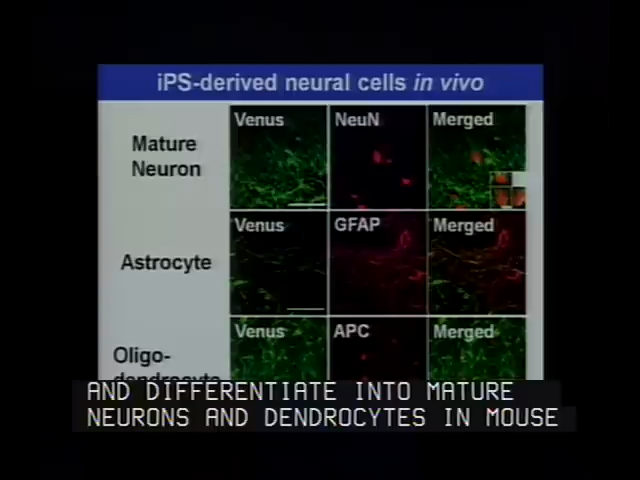 iPS-derived neural cells in vivo
Mature
Neuron
Venus
NeuN
Merged
Astrocyte
Venus
GFAP
Merged
Oligo-
Venus
APC
Merged
AND DIFFERENTIATE INTO MATURE
NEURONS AND DENDROCYTES IN MOUSE